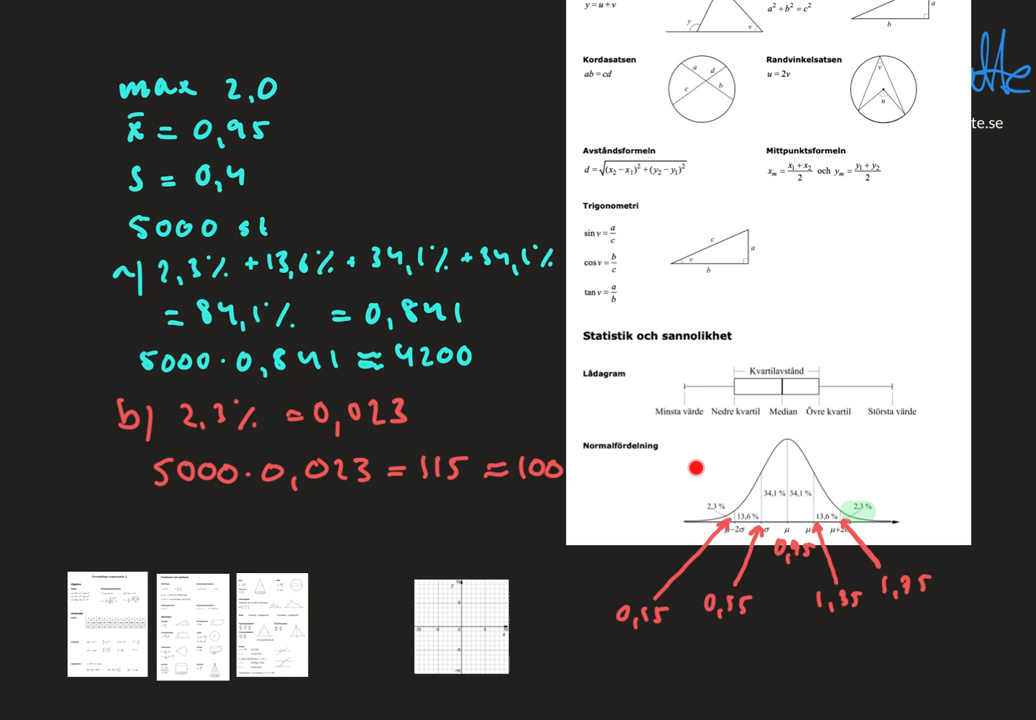 max 2,0
x̄ = 0,95
s = 0,4
5000 st
a) 2,3% + 13,6% + 34,1% + 34,1%
= 84,1% = 0,841
5000·0,841 ≈ 4200
b) 2,3% = 0,023
5000·0,023 = 115 ≈ 100
y = u + v
y
v
a² + b² = c²
a
b
te.se
Kordasatsen
ab = cd
a
d
c
b
Randvinkelsatsen
u = 2v
v
u
Avståndsformeln
d = √((x₂ − x₁)² + (y₂ − y₁)²)
Mittpunktsformeln
xₘ = (x₁ + x₂)/2 och yₘ = (y₁ + y₂)/2
Trigonometri
sin v = a/c
cos v = b/c
tan v = a/b
c
a
v
b
Statistik och sannolikhet
Lådagram
Kvartilavstånd
Minsta värde Nedre kvartil Median Övre kvartil Största värde
Normalfördelning
34,1 % 34,1 %
2,3 % 13,6 % 13,6 % 2,3 %
μ−2σ σ μ μ μ+2σ
0,95
0,15 0,55 1,35 1,75